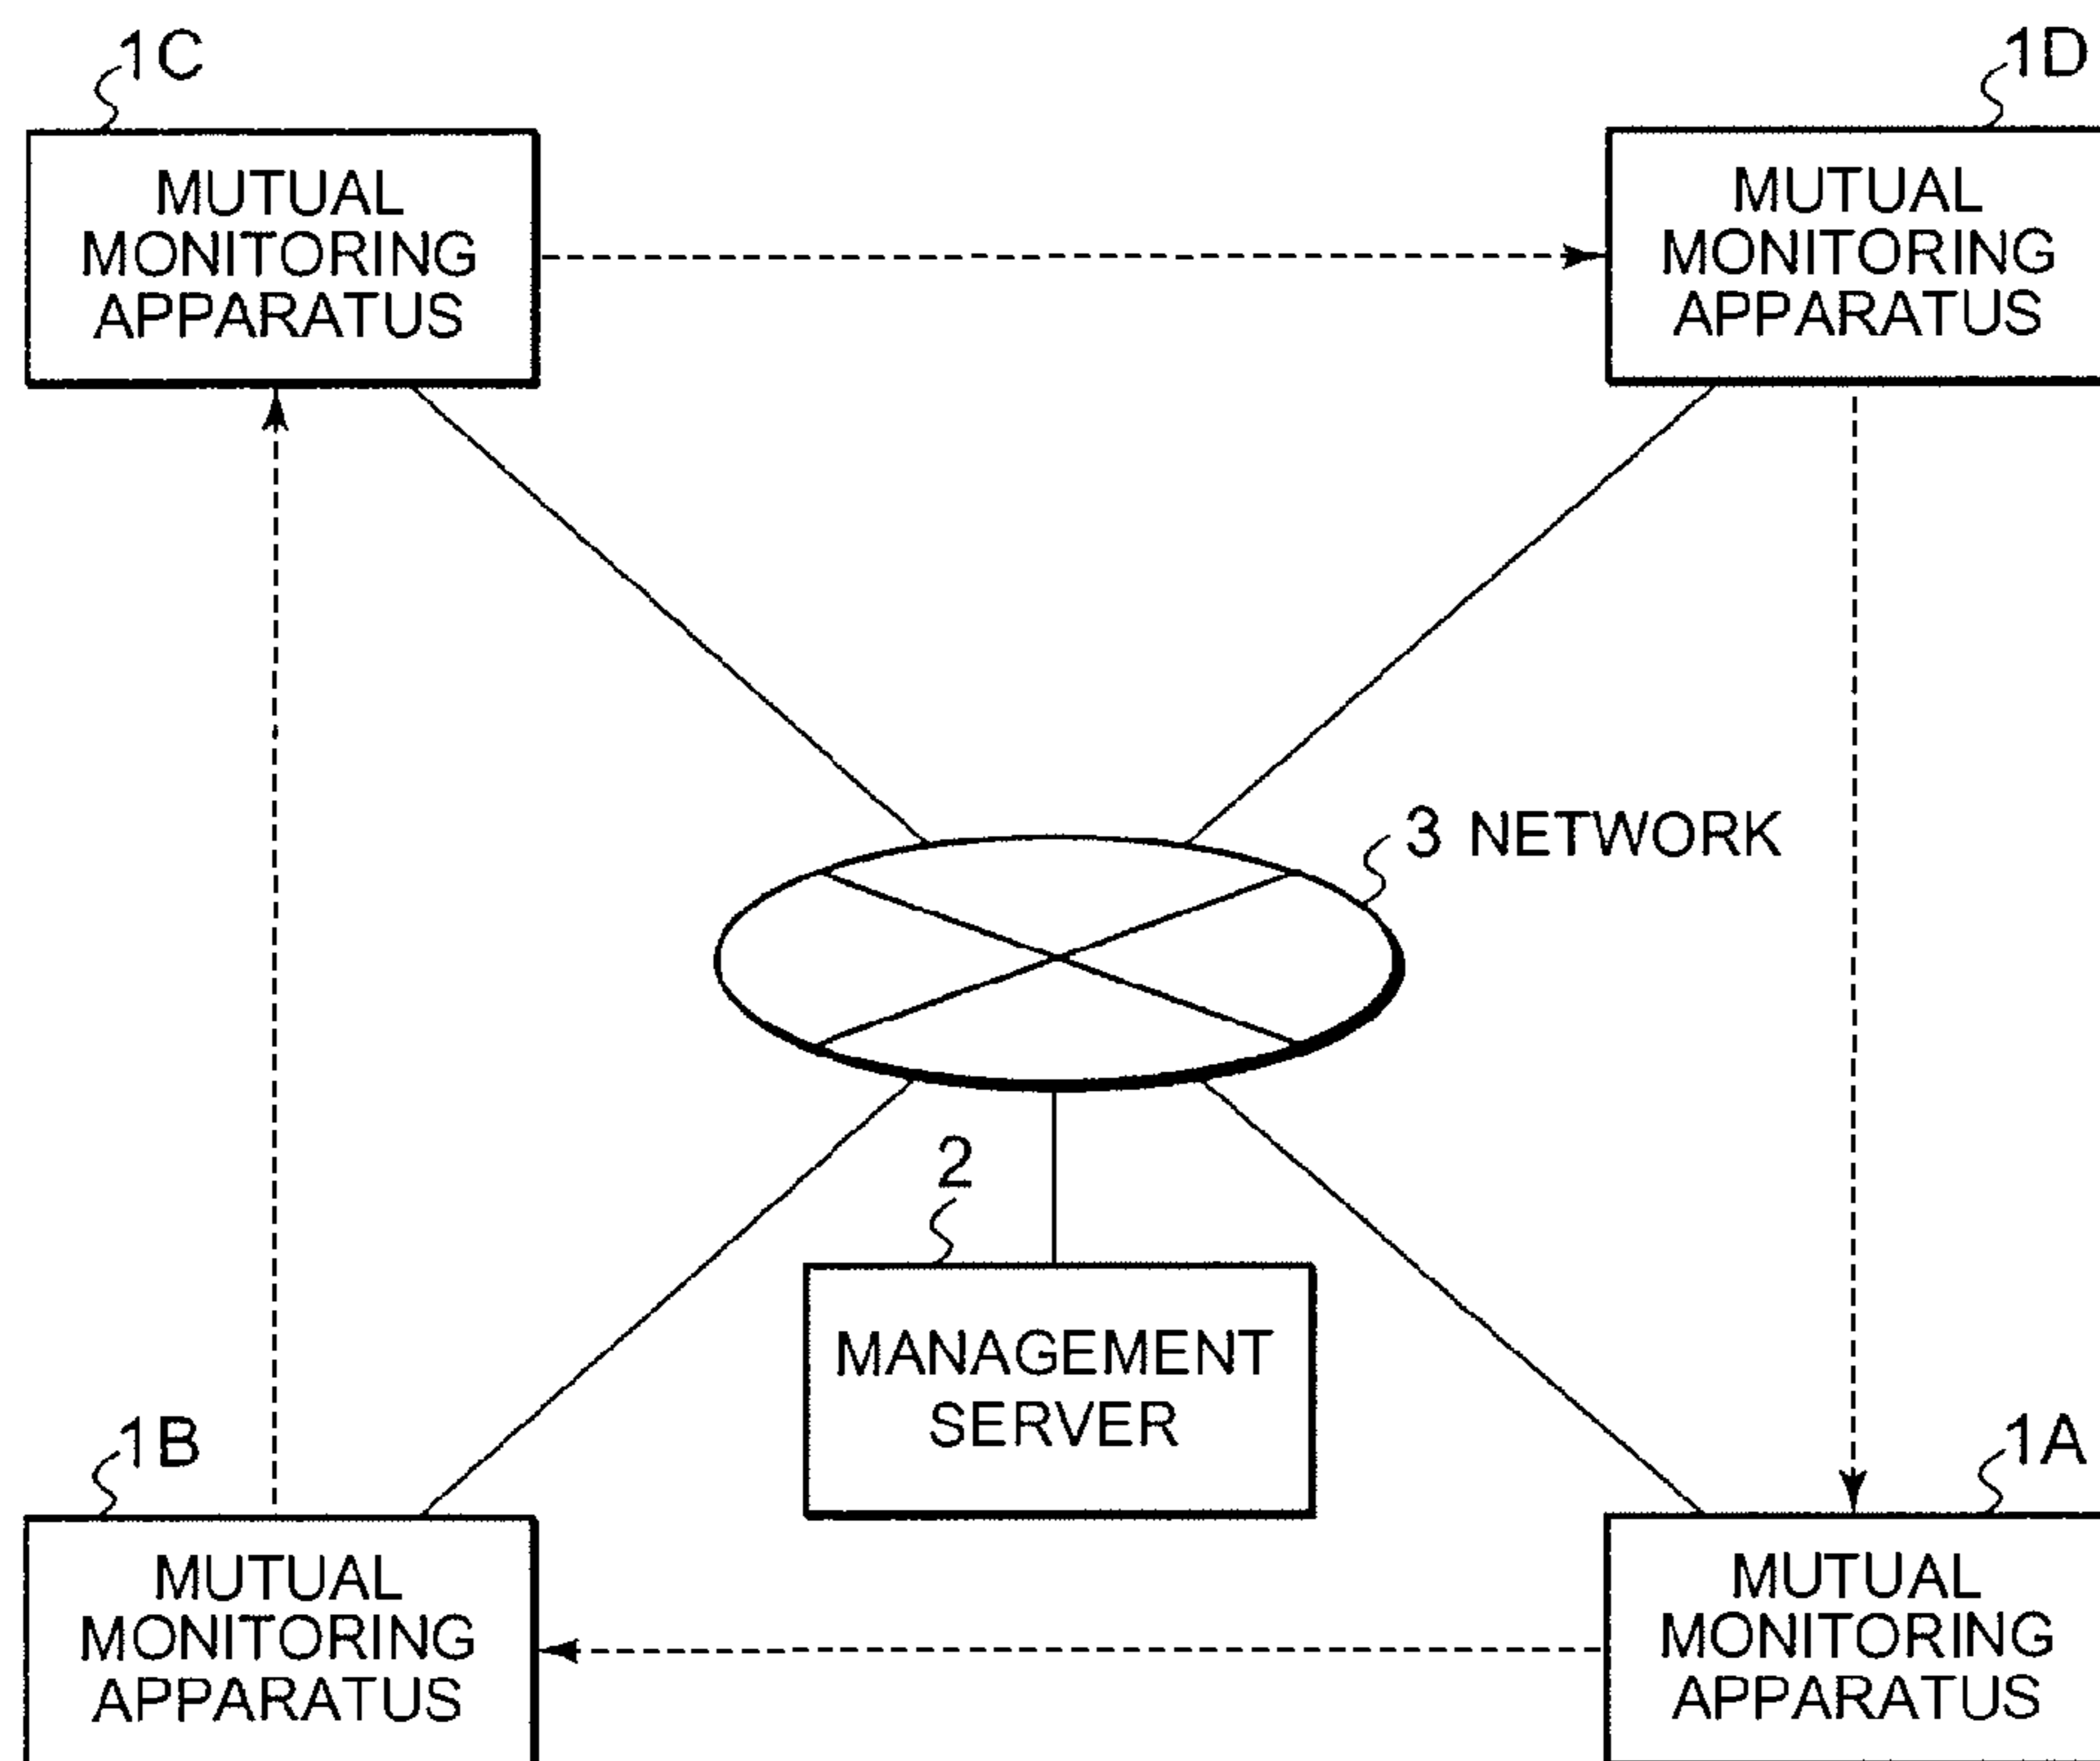 1C
1D
MUTUAL
MONITORING
APPARATUS
MUTUAL
MONITORING
APPARATUS
3 NETWORK
2
MANAGEMENT
SERVER
1B
1A
MUTUAL
MONITORING
APPARATUS
MUTUAL
MONITORING
APPARATUS